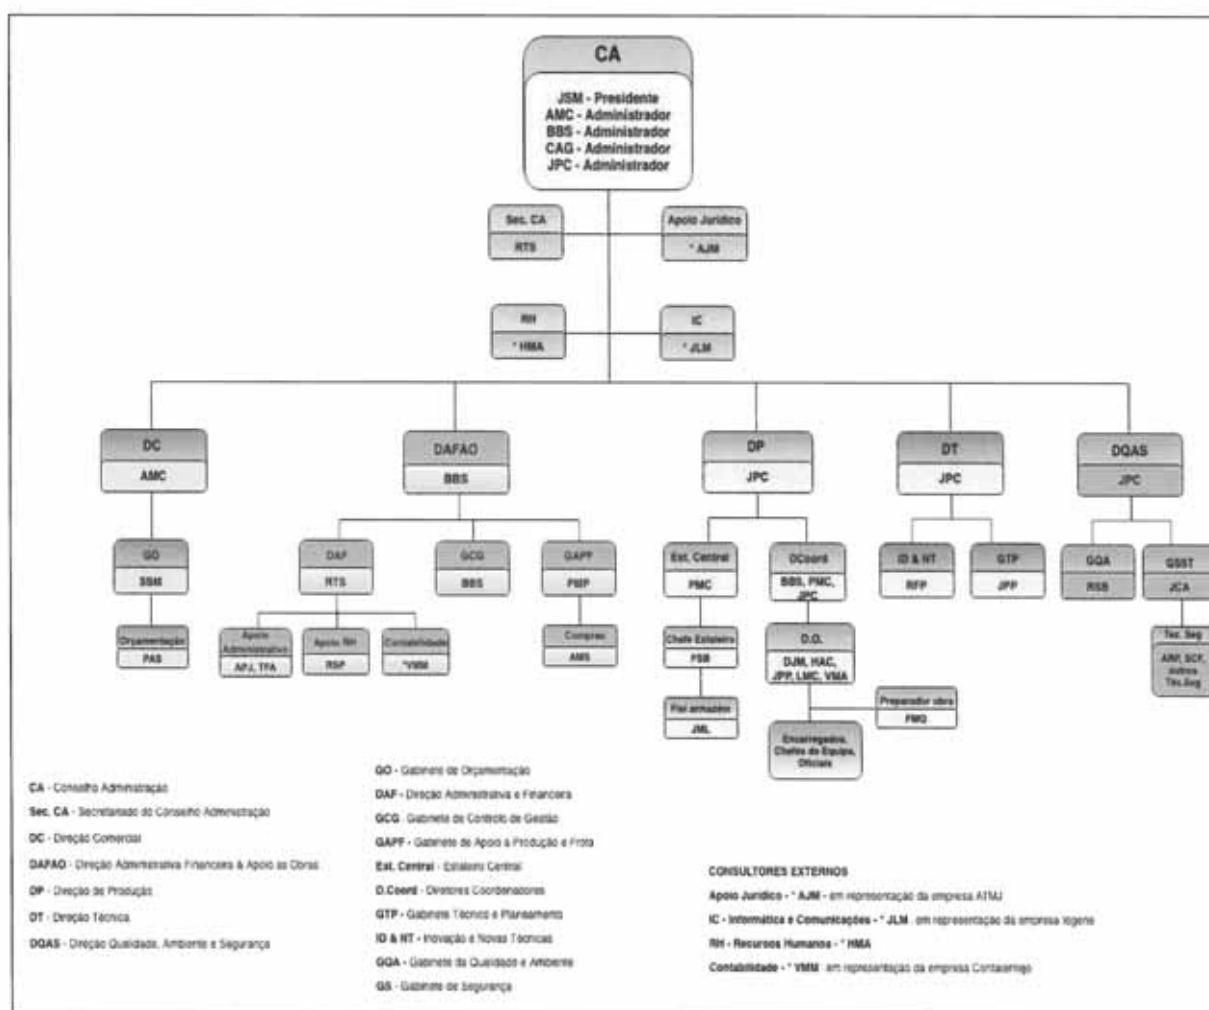 CA
JSM - Presidente
AMC - Administrador
BBS - Administrador
CAG - Administrador
JPC - Administrador
Sec. CA
RTS
Apoio Jurídico
* AJM
RH
* HMA
IC
* JLM
DC
AMC
DAFAO
BBS
DP
JPC
DT
JPC
DQAS
JPC
GO
SSM
DAF
RTS
GCG
BBS
GAPF
PMP
Est. Central
PMC
DCoord
BBS, PMC,
JPC
ID & NT
RFP
GTP
JPP
GQA
RSB
GSST
JCA
Orçamentação
PAS
Apoio
Administrativo
APJ, TFA
Apoio RH
RSP
Contabilidade
*VMM
Compras
AMS
Chefe Estaleiro
FSB
D.O.
DJM, HAC,
JPP, LMC, VMA
Tec. Seg
ARP, SCF,
outros
Téc.Seg
Fiel armazém
JML
Preparador obra
FMG
Encarregados,
Chefes de Equipa,
Oficiais
CA - Conselho Administração
Sec. CA - Secretariado do Conselho Administração
DC - Direção Comercial
DAFAO - Direção Administrativa Financeira & Apoio às Obras
DP - Direção de Produção
DT - Direção Técnica
DQAS - Direção Qualidade, Ambiente e Segurança
GO - Gabinete de Orçamentação
DAF - Direção Administrativa e Financeira
GCG - Gabinete de Controlo de Gestão
GAPF - Gabinete de Apoio à Produção e Frota
Est. Central - Estaleiro Central
D.Coord - Diretores Coordenadores
GTP - Gabinete Técnico e Planeamento
ID & NT - Inovação e Novas Técnicas
GQA - Gabinete da Qualidade e Ambiente
GS - Gabinete de Segurança
CONSULTORES EXTERNOS
Apoio Jurídico - * AJM - em representação da empresa ATMJ
IC - Informática e Comunicações - * JLM em representação da empresa
RH - Recursos Humanos - * HMA
Contabilidade - * VMM em representação da empresa